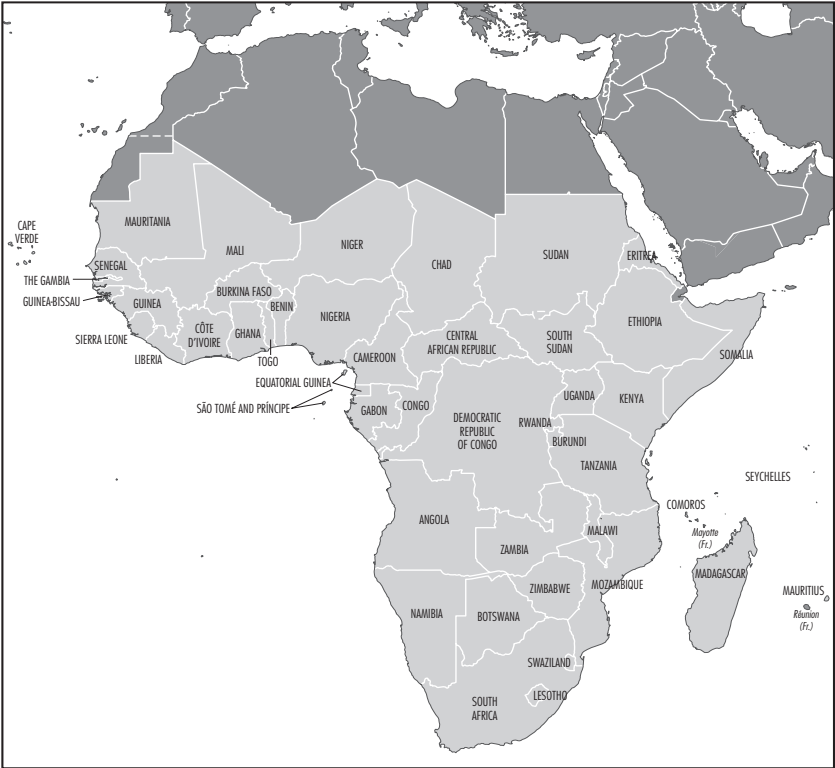 CAPE
VERDE
MAURITANIA
MALI
NIGER
CHAD
SUDAN
ERITREA
SENEGAL
THE GAMBIA
GUINEA-BISSAU
GUINEA
BURKINA FASO
BENIN
NIGERIA
ETHIOPIA
SIERRA LEONE
LIBERIA
CÔTE
D'IVOIRE
GHANA
TOGO
CAMEROON
CENTRAL
AFRICAN REPUBLIC
SOUTH
SUDAN
SOMALIA
EQUATORIAL GUINEA
SÃO TOMÉ AND PRÍNCIPE
GABON
CONGO
DEMOCRATIC
REPUBLIC
OF CONGO
UGANDA
KENYA
RWANDA
BURUNDI
TANZANIA
SEYCHELLES
COMOROS
Mayotte
(Fr.)
ANGOLA
ZAMBIA
MALAWI
MOZAMBIQUE
MADAGASCAR
MAURITIUS
Réunion
(Fr.)
NAMIBIA
BOTSWANA
ZIMBABWE
SWAZILAND
LESOTHO
SOUTH
AFRICA